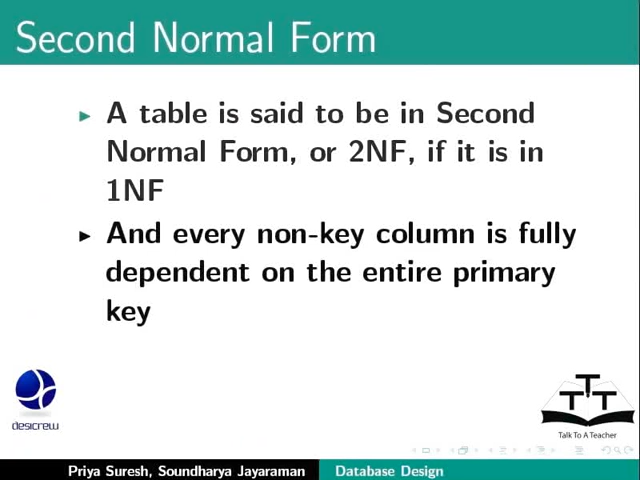 Second Normal Form
A table is said to be in Second
Normal Form, or 2NF, if it is in
1NF
And every non-key column is fully
dependent on the entire primary
key
desicrew
TTT
Talk To A Teacher
Priya Suresh, Soundharya Jayaraman Database Design